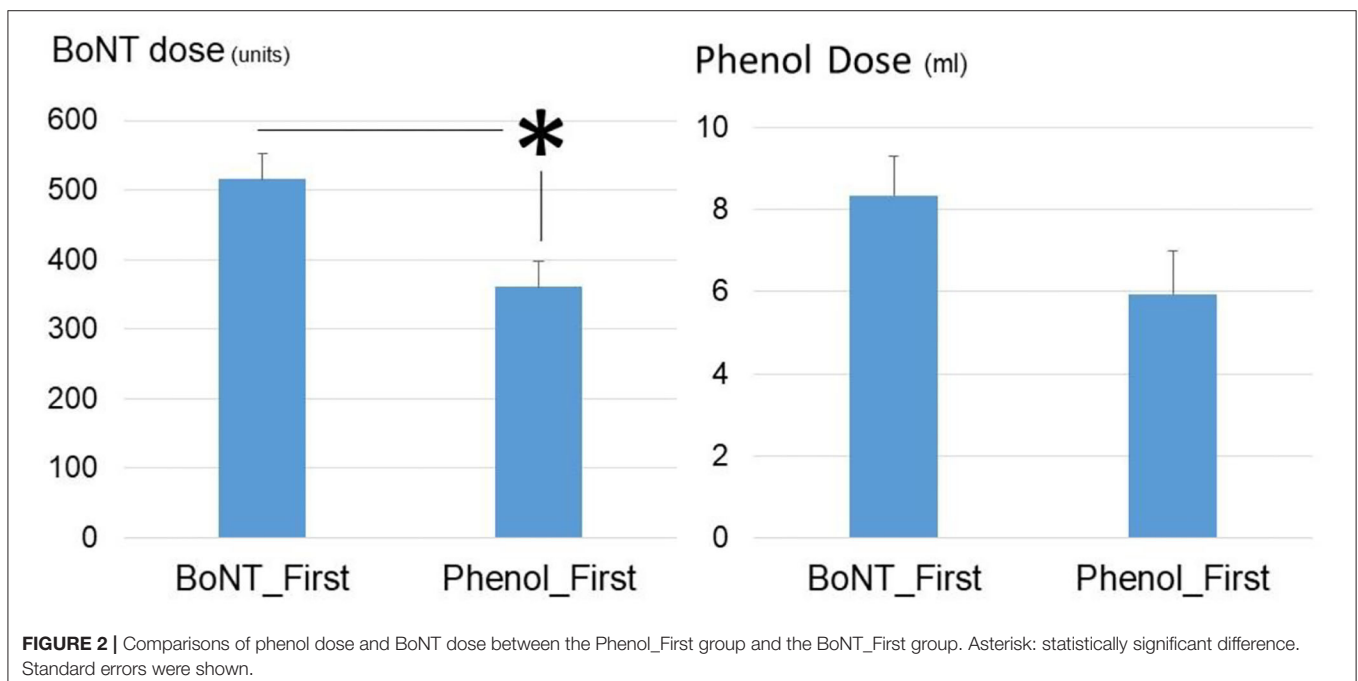 BoNT dose (units)
600
500
400
300
200
100
0
BoNT_First Phenol_First
*
Phenol Dose (ml)
10
8
6
4
2
0
BoNT_First Phenol_First
FIGURE 2 | Comparisons of phenol dose and BoNT dose between the Phenol_First group and the BoNT_First group. Asterisk: statistically significant difference.
Standard errors were shown.